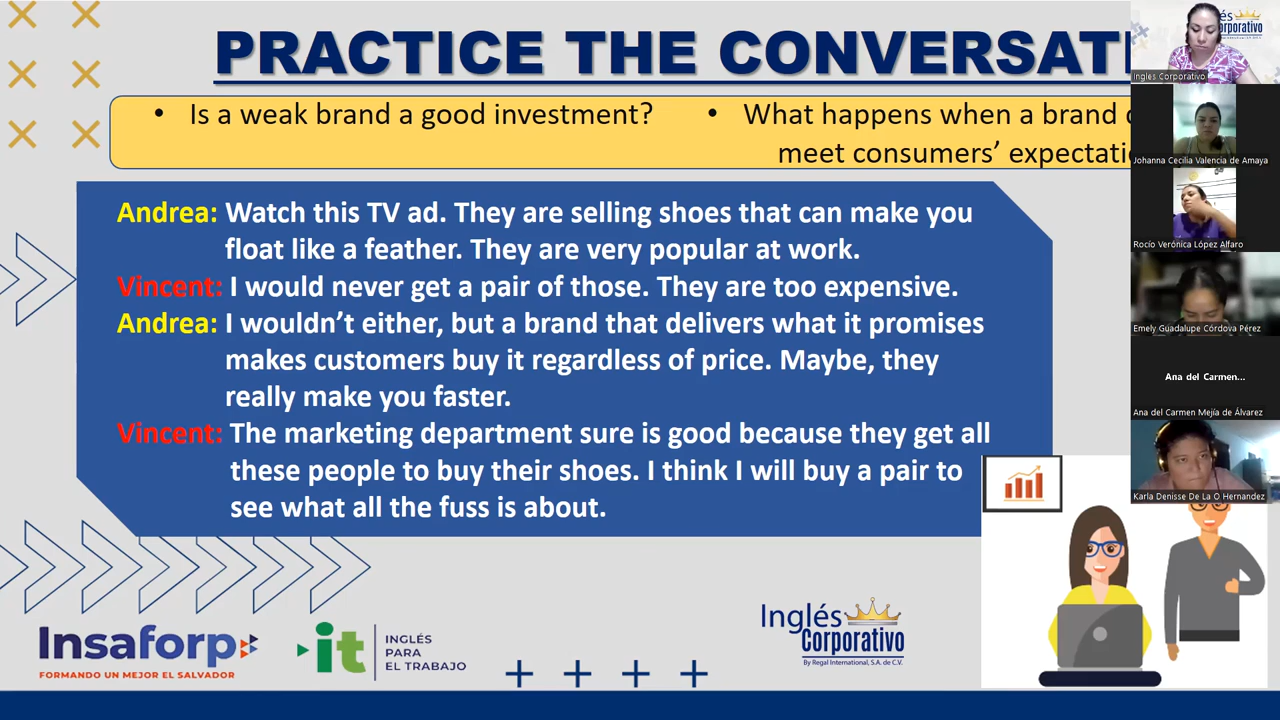 PRACTICE THE CONVERSATI
• Is a weak brand a good investment?
• What happens when a brand
meet consumers’ expectati
Andrea: Watch this TV ad. They are selling shoes that can make you
float like a feather. They are very popular at work.
Vincent: I would never get a pair of those. They are too expensive.
Andrea: I wouldn’t either, but a brand that delivers what it promises
makes customers buy it regardless of price. Maybe, they
really make you faster.
Vincent: The marketing department sure is good because they get all
these people to buy their shoes. I think I will buy a pair to
see what all the fuss is about.
Insaforp
FORMANDO UN MEJOR EL SALVADOR
it
INGLÉS
PARA
EL TRABAJO
Inglés
Corporativo
By Regal International, S.A. de C.V.
és
Corporativo
Ingles Corporativo
Johanna Cecilia Valencia de Amaya
Rocío Verónica López Alfaro
Emely Guadalupe Córdova Pérez
Ana del Carmen...
Ana del Carmen Mejía de Álvarez
Karla Denisse De La O Hernandez